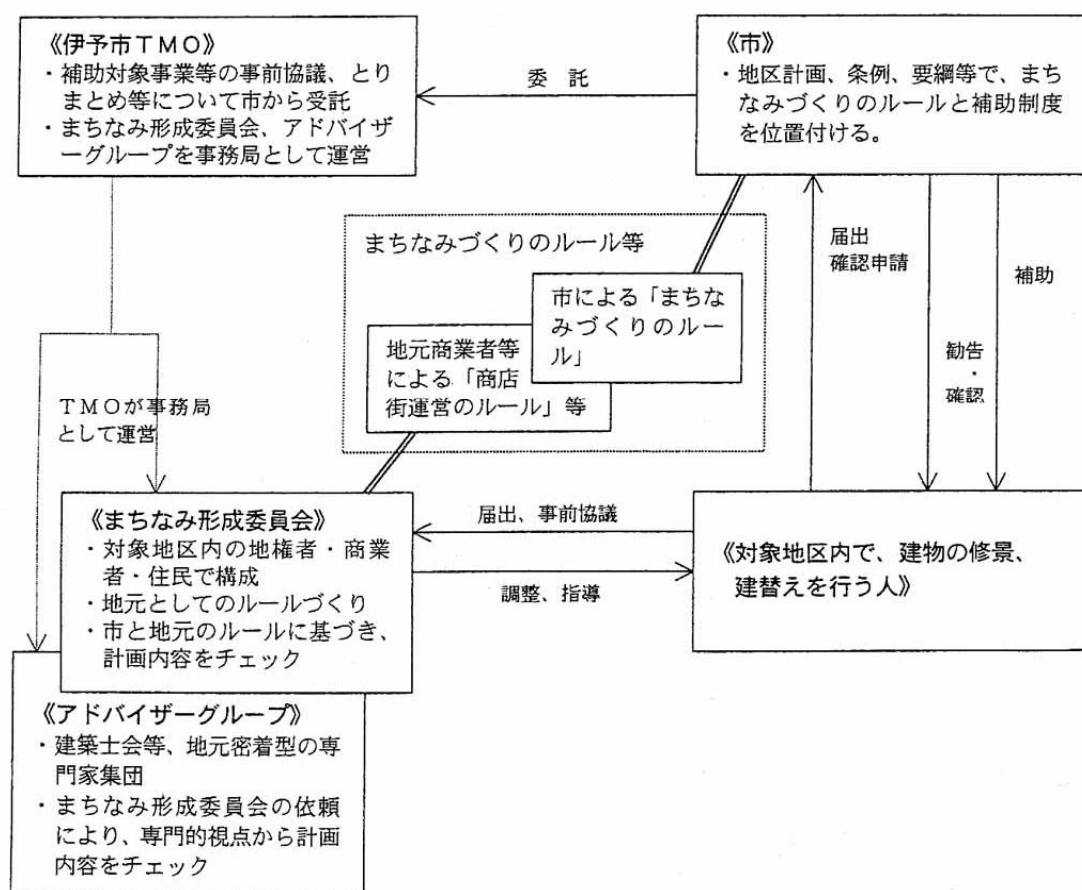 《伊予市ＴＭＯ》
・補助対象事業等の事前協議、とり
まとめ等について市から受託
・まちなみ形成委員会、アドバイザ
ーグループを事務局として運営
委 託
《市》
・地区計画、条例、要綱等で、まち
なみづくりのルールと補助制度
を位置付ける。
まちなみづくりのルール等
市による「まちな
みづくりのルー
ル」
地元商業者等
による「商店
街運営のルール」等
届出
確認申請
補助
勧告
・
確認
ＴＭＯが事務局
として運営
《まちなみ形成委員会》
・対象地区内の地権者・商業
者・住民で構成
・地元としてのルールづくり
・市と地元のルールに基づき、
計画内容をチェック
届出、事前協議
調整、指導
《対象地区内で、建物の修景、
建替えを行う人》
《アドバイザーグループ》
・建築士会等、地元密着型の専
門家集団
・まちなみ形成委員会の依頼
により、専門的視点から計画
内容をチェック